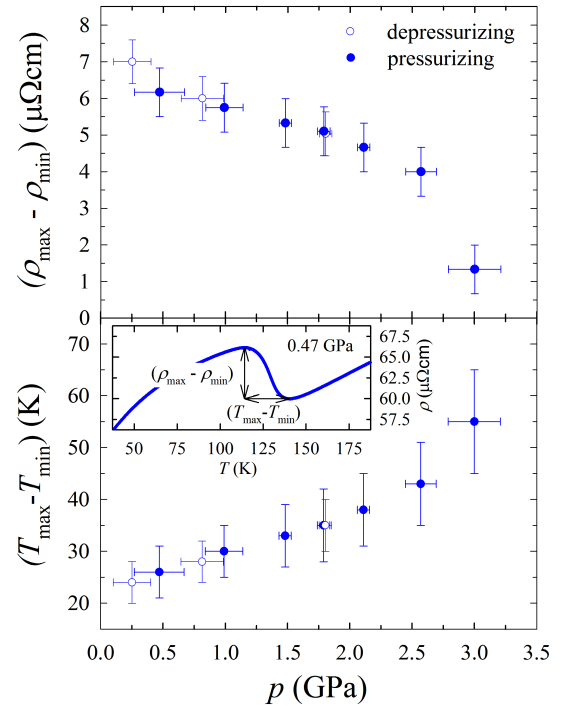 depressurizing
pressurizing
8
7
6
5
4
3
2
1
0
(ρmax - ρmin) (μΩcm)
70
60
50
40
30
20
(Tmax-Tmin) (K)
0.47 GPa
(ρmax - ρmin)
(Tmax-Tmin)
67.5
65.0
62.5
60.0
57.5
ρ (μΩcm)
50 75 100 125 150 175
T (K)
0.0 0.5 1.0 1.5 2.0 2.5 3.0 3.5
p (GPa)